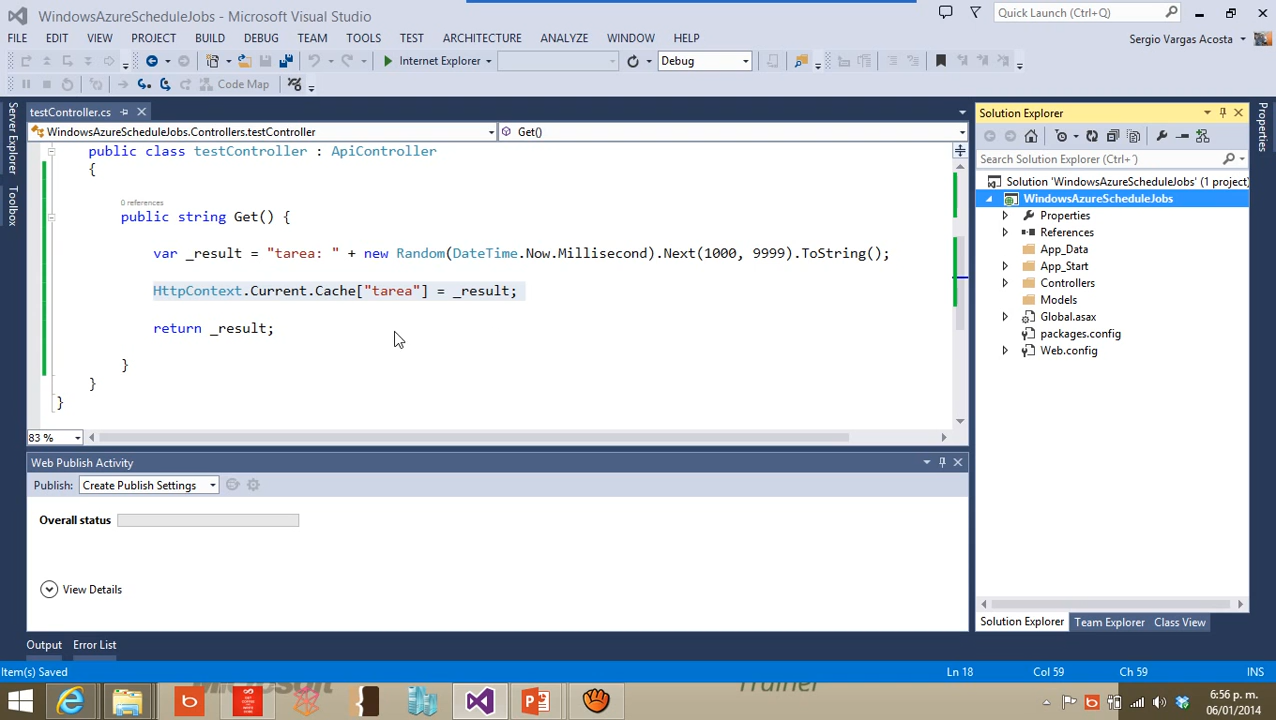 WindowsAzureScheduleJobs - Microsoft Visual Studio
Quick Launch (Ctrl+Q)
FILE EDIT VIEW PROJECT BUILD DEBUG TEAM TOOLS TEST ARCHITECTURE ANALYZE WINDOW HELP
Sergio Vargas Acosta
Internet Explorer
Debug
Code Map
Server Explorer
Toolbox
testController.cs
WindowsAzureScheduleJobs.Controllers.testController
Get()
public class testController : ApiController
{
0 references
public string Get() {
var _result = "tarea: " + new Random(DateTime.Now.Millisecond).Next(1000, 9999).ToString();
HttpContext.Current.Cache["tarea"] = _result;
return _result;
}
}
}
83 %
Web Publish Activity
Publish: Create Publish Settings
Overall status
View Details
Output Error List
Solution Explorer
Search Solution Explorer (Ctrl+´)
Solution 'WindowsAzureScheduleJobs' (1 project)
WindowsAzureScheduleJobs
Properties
References
App_Data
App_Start
Controllers
Models
Global.asax
packages.config
Web.config
Solution Explorer Team Explorer Class View
Properties
Item(s) Saved
Ln 18
Col 59
Ch 59
INS
6:56 p. m.
06/01/2014